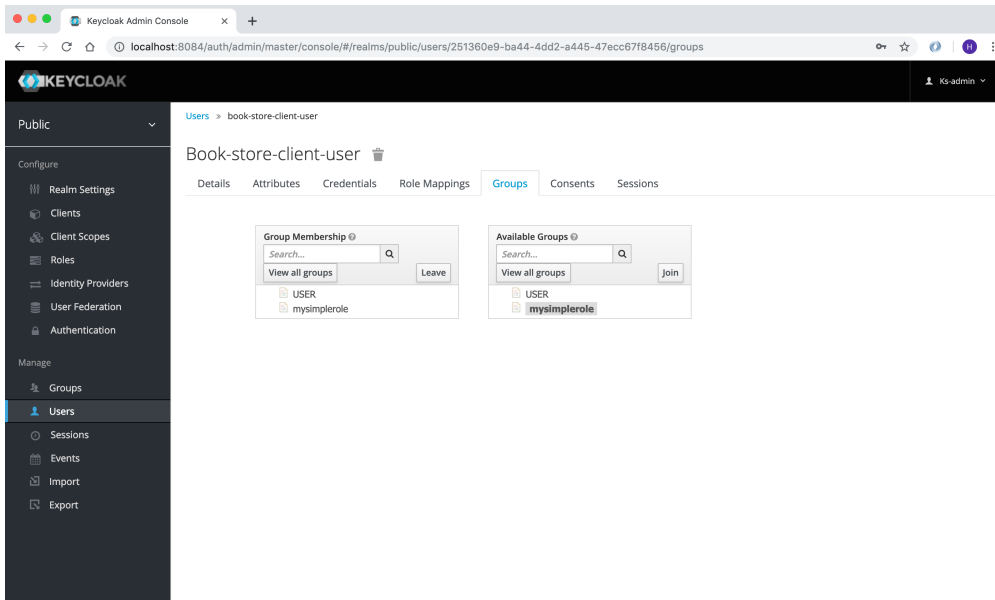 Keycloak Admin Console
localhost:8084/auth/admin/master/console/#/realms/public/users/251360e9-ba44-4dd2-a445-47ecc67f8456/groups
H
KEYCLOAK
Ks-admin
Public
Users » book-store-client-user
Book-store-client-user
Details Attributes Credentials Role Mappings Groups Consents Sessions
Configure
Realm Settings
Clients
Client Scopes
Roles
Identity Providers
User Federation
Authentication
Manage
Groups
Users
Sessions
Events
Import
Export
Group Membership
Search...
View all groups Leave
USER
mysimplerole
Available Groups
Search...
View all groups Join
USER
mysimplerole